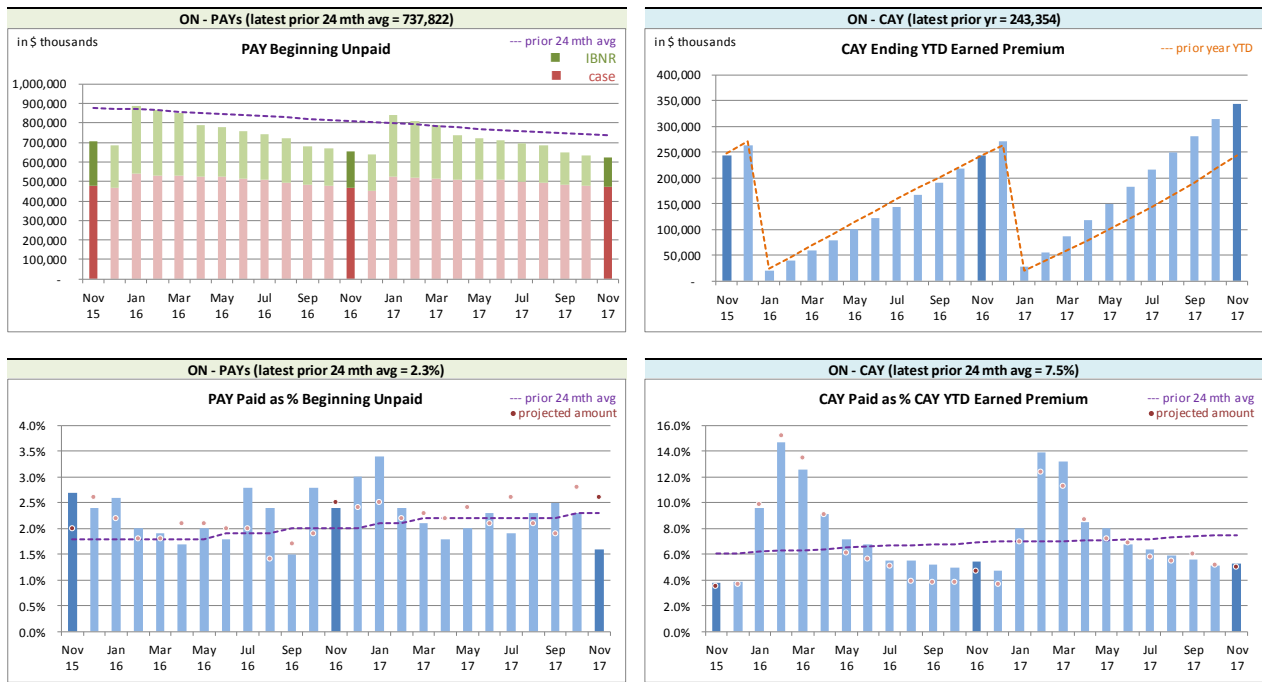 ON - PAYs (latest prior 24 mth avg = 737,822)
in $ thousands
PAY Beginning Unpaid
--- prior 24 mth avg
IBNR
case
1,000,000
900,000
800,000
700,000
600,000
500,000
400,000
300,000
200,000
100,000
-
Nov Jan Mar May Jul Sep Nov Jan Mar May Jul Sep Nov
15 16 16 16 16 16 16 17 17 17 17 17 17
ON - CAY (latest prior yr = 243,354)
in $ thousands
CAY Ending YTD Earned Premium
--- prior year YTD
400,000
350,000
300,000
250,000
200,000
150,000
100,000
50,000
-
Nov Jan Mar May Jul Sep Nov Jan Mar May Jul Sep Nov
15 16 16 16 16 16 16 17 17 17 17 17 17
ON - PAYs (latest prior 24 mth avg = 2.3%)
PAY Paid as % Beginning Unpaid
--- prior 24 mth avg
projected amount
4.0%
3.5%
3.0%
2.5%
2.0%
1.5%
1.0%
0.5%
0.0%
Nov Jan Mar May Jul Sep Nov Jan Mar May Jul Sep Nov
15 16 16 16 16 16 16 17 17 17 17 17 17
ON - CAY (latest prior 24 mth avg = 7.5%)
CAY Paid as % CAY YTD Earned Premium
--- prior 24 mth avg
projected amount
16.0%
14.0%
12.0%
10.0%
8.0%
6.0%
4.0%
2.0%
0.0%
Nov Jan Mar May Jul Sep Nov Jan Mar May Jul Sep Nov
15 16 16 16 16 16 16 17 17 17 17 17 17